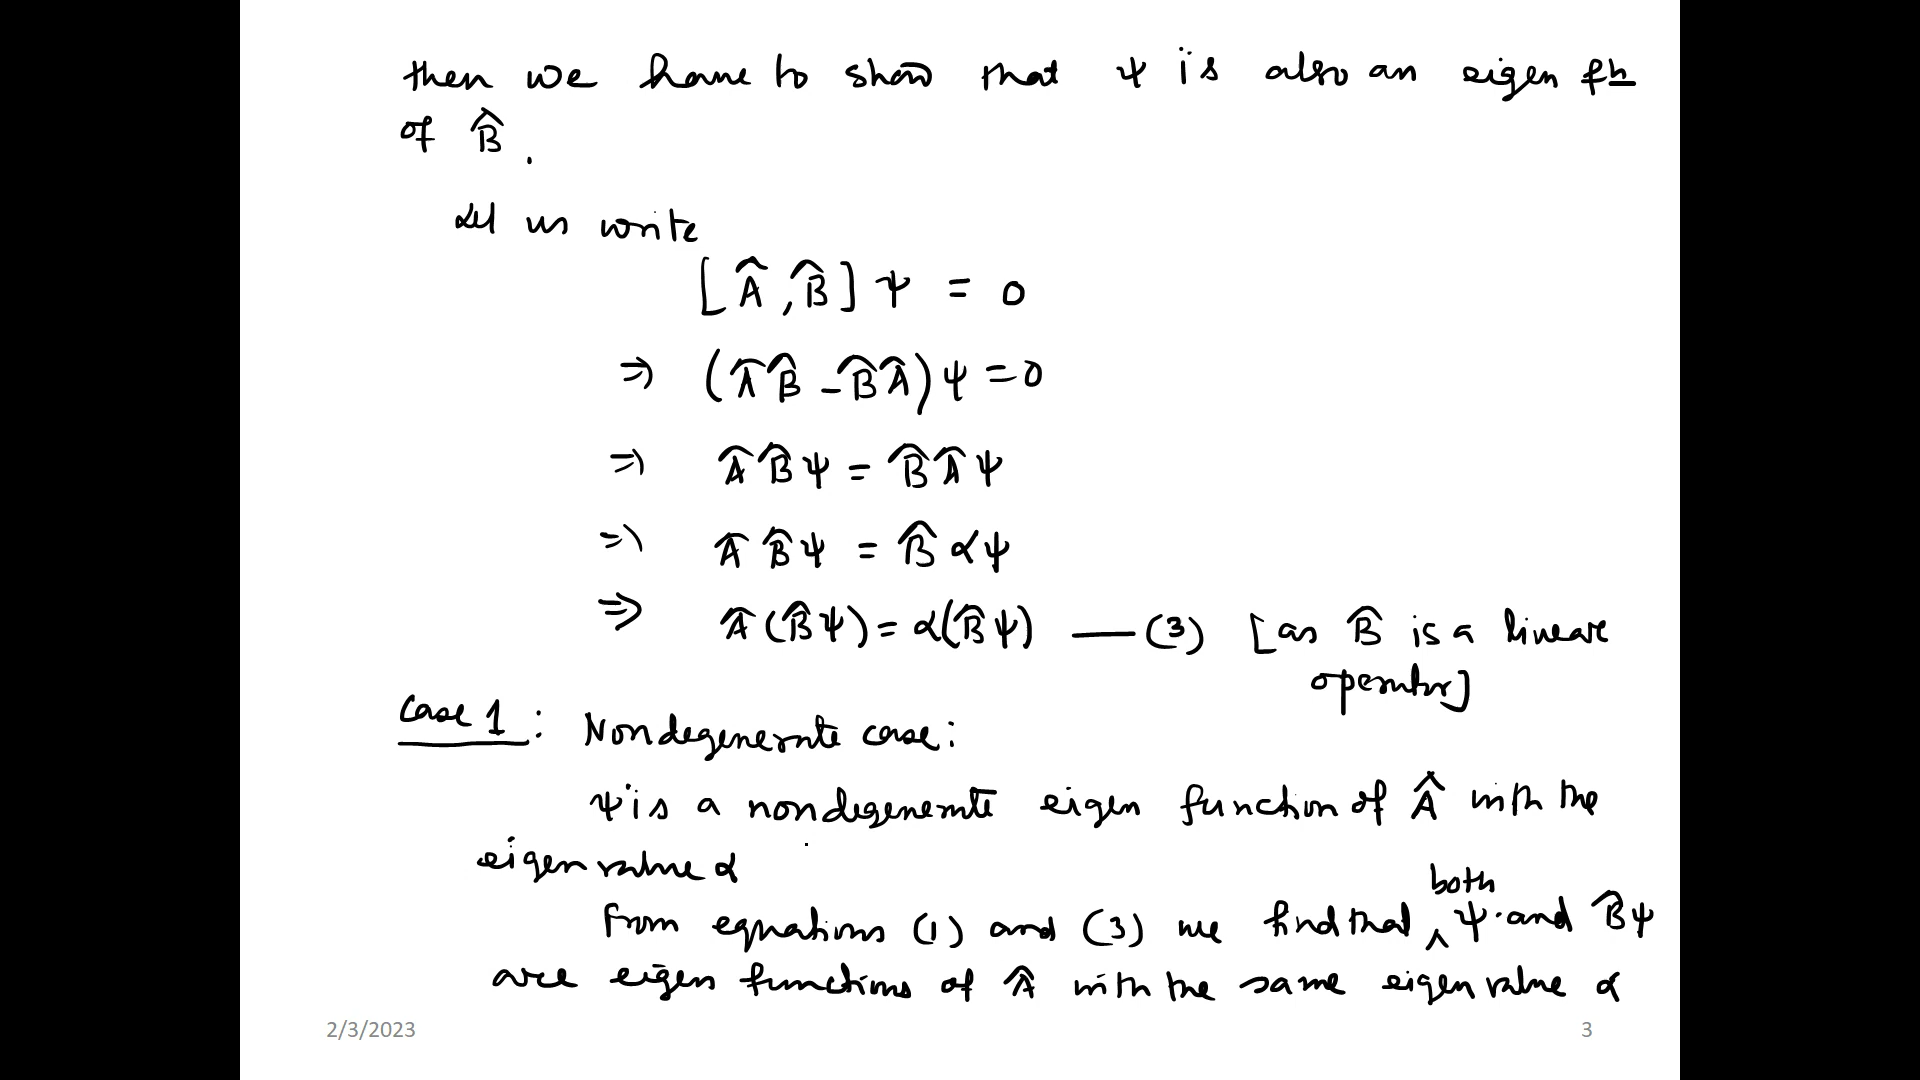 then we have to show that ψ is also an eigen fn
of B̂.
Let us write
[Â, B̂] ψ = 0
⇒ (ÂB̂ - B̂Â) ψ = 0
⇒ ÂB̂ψ = B̂Âψ
⇒ ÂB̂ψ = B̂αψ
⇒ Â(B̂ψ) = α(B̂ψ) — (3) [as B̂ is a linear
operator]
Case 1: Nondegenerate case:
ψ is a nondegenerate eigen function of  with the
eigen value α
From equations (1) and (3) we find that both ψ and B̂ψ
are eigen functions of  with the same eigen value α
2/3/2023 3